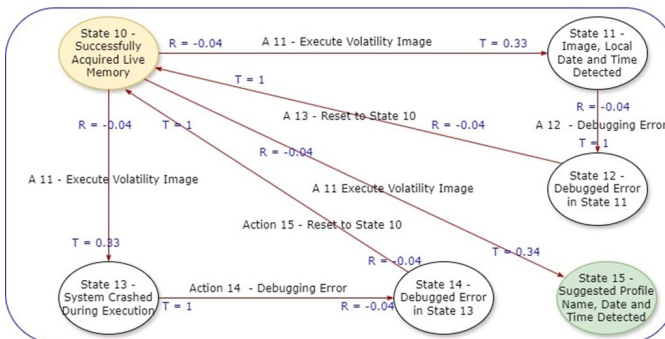 State 10 -
Successfully
Acquired Live
Memory
R = -0.04
A 11 - Execute Volatility Image
T = 0.33
State 11 -
Image, Local
Date and Time
Detected
T = 1
A 13 - Reset to State 10
R = -0.04
R = -0.04
A 12 - Debugging Error
T = 1
State 12 -
Debugged Error
in State 11
R = -0.04
T = 1
R = -0.04
A 11 - Execute Volatility Image
A 11 Execute Volatility Image
Action 15 - Reset to State 10
T = 0.33
R = -0.04
T = 0.34
State 13 -
System Crashed
During Execution
Action 14 - Debugging Error
T = 1
R = -0.04
State 14 -
Debugged Error
in State 13
State 15 -
Suggested Profile
Name, Date and
Time Detected